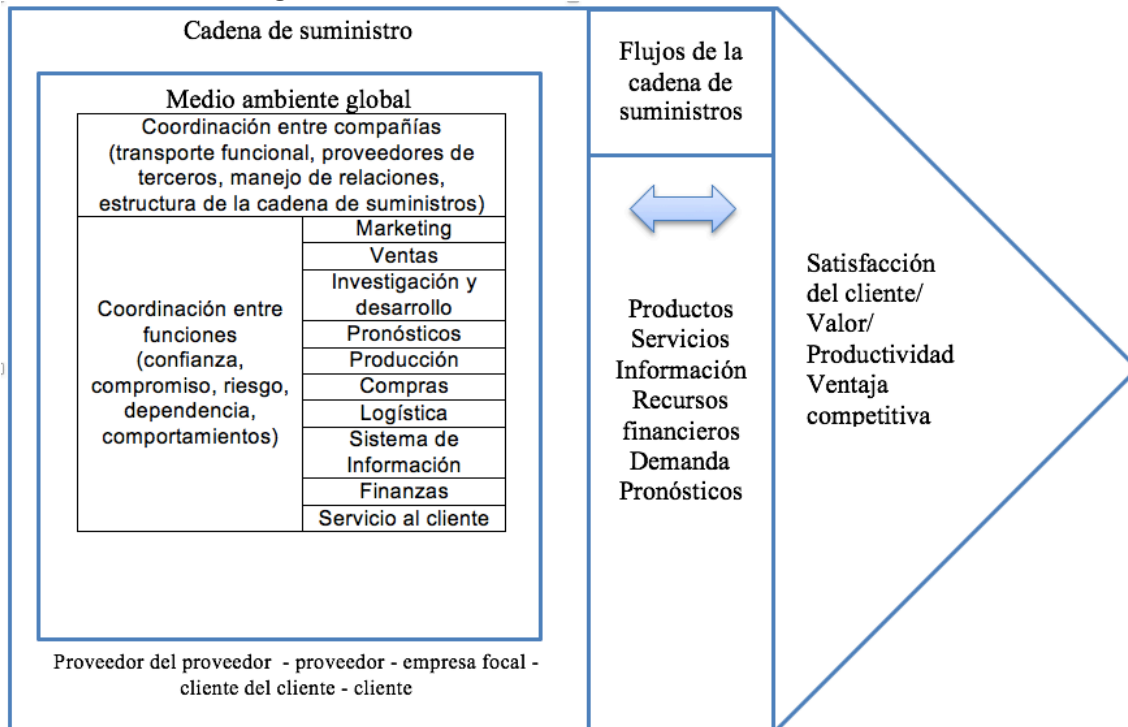 Cadena de suministro
Medio ambiente global
Coordinación entre compañías
(transporte funcional, proveedores de
terceros, manejo de relaciones,
estructura de la cadena de suministros)
Coordinación entre
funciones
(confianza,
compromiso, riesgo,
dependencia,
comportamientos)
Marketing
Ventas
Investigación y
desarrollo
Pronósticos
Producción
Compras
Logística
Sistema de
Información
Finanzas
Servicio al cliente
Proveedor del proveedor - proveedor - empresa focal -
cliente del cliente - cliente
Flujos de la
cadena de
suministros
Productos
Servicios
Información
Recursos
financieros
Demanda
Pronósticos
Satisfacción
del cliente/
Valor/
Productividad
Ventaja
competitiva